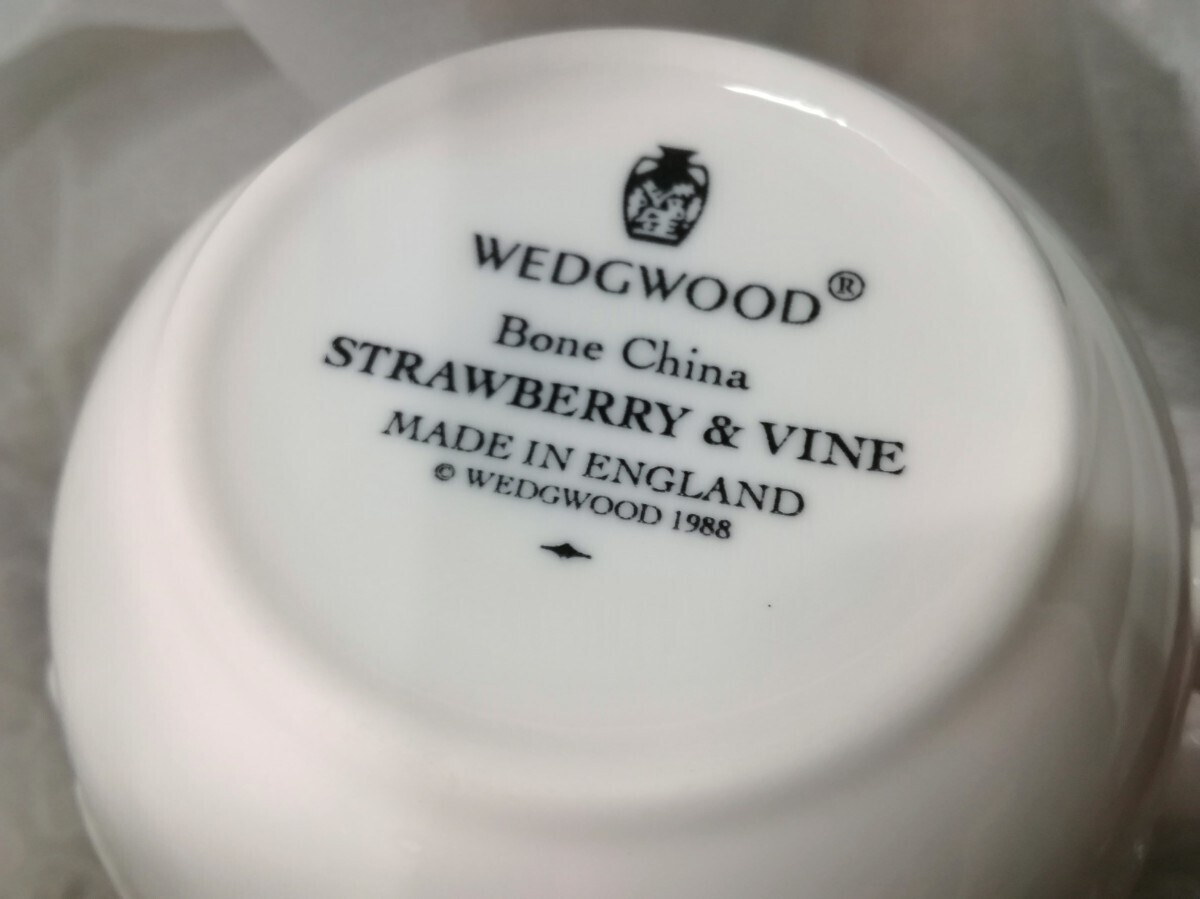 WEDGWOOD®
Bone China
STRAWBERRY & VINE
MADE IN ENGLAND
© WEDGWOOD 1988